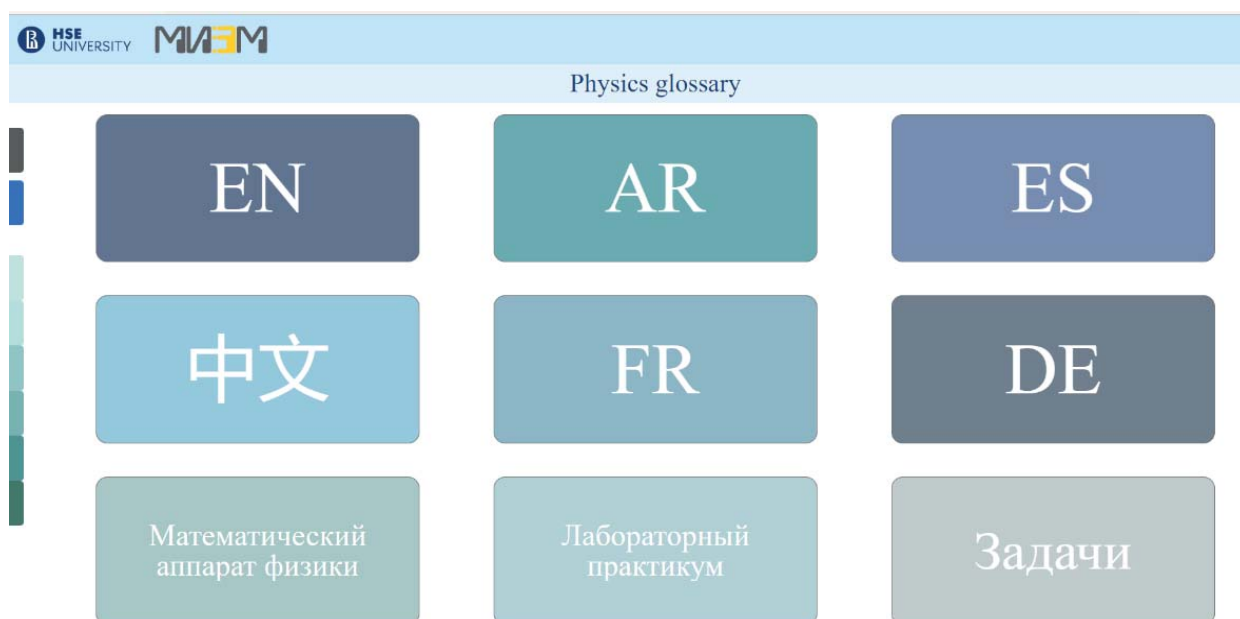 HSE
UNIVERSITY
МИЭМ
Physics glossary
EN
AR
ES
中文
FR
DE
Математический
аппарат физики
Лабораторный
практикум
Задачи